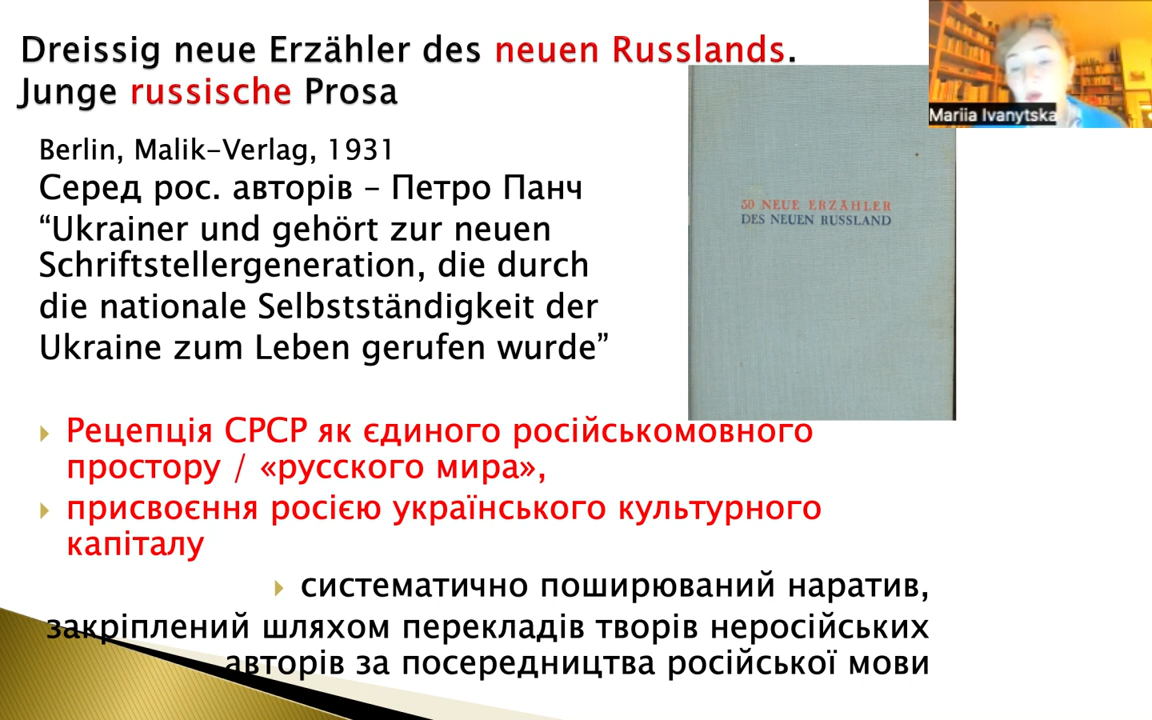 Dreissig neue Erzähler des neuen Russlands.
Junge russische Prosa
Mariia Ivanytska
Berlin, Malik-Verlag, 1931
Серед рос. авторів – Петро Панч
“Ukrainer und gehört zur neuen
Schriftstellergeneration, die durch
die nationale Selbstständigkeit der
Ukraine zum Leben gerufen wurde”
30 NEUE ERZÄHLER
DES NEUEN RUSSLAND
Рецепція СРСР як єдиного російськомовного
простору / «русского мира»,
присвоєння росією українського культурного
капіталу
систематично поширюваний наратив,
закріплений шляхом перекладів творів неросійських
авторів за посередництва російської мови